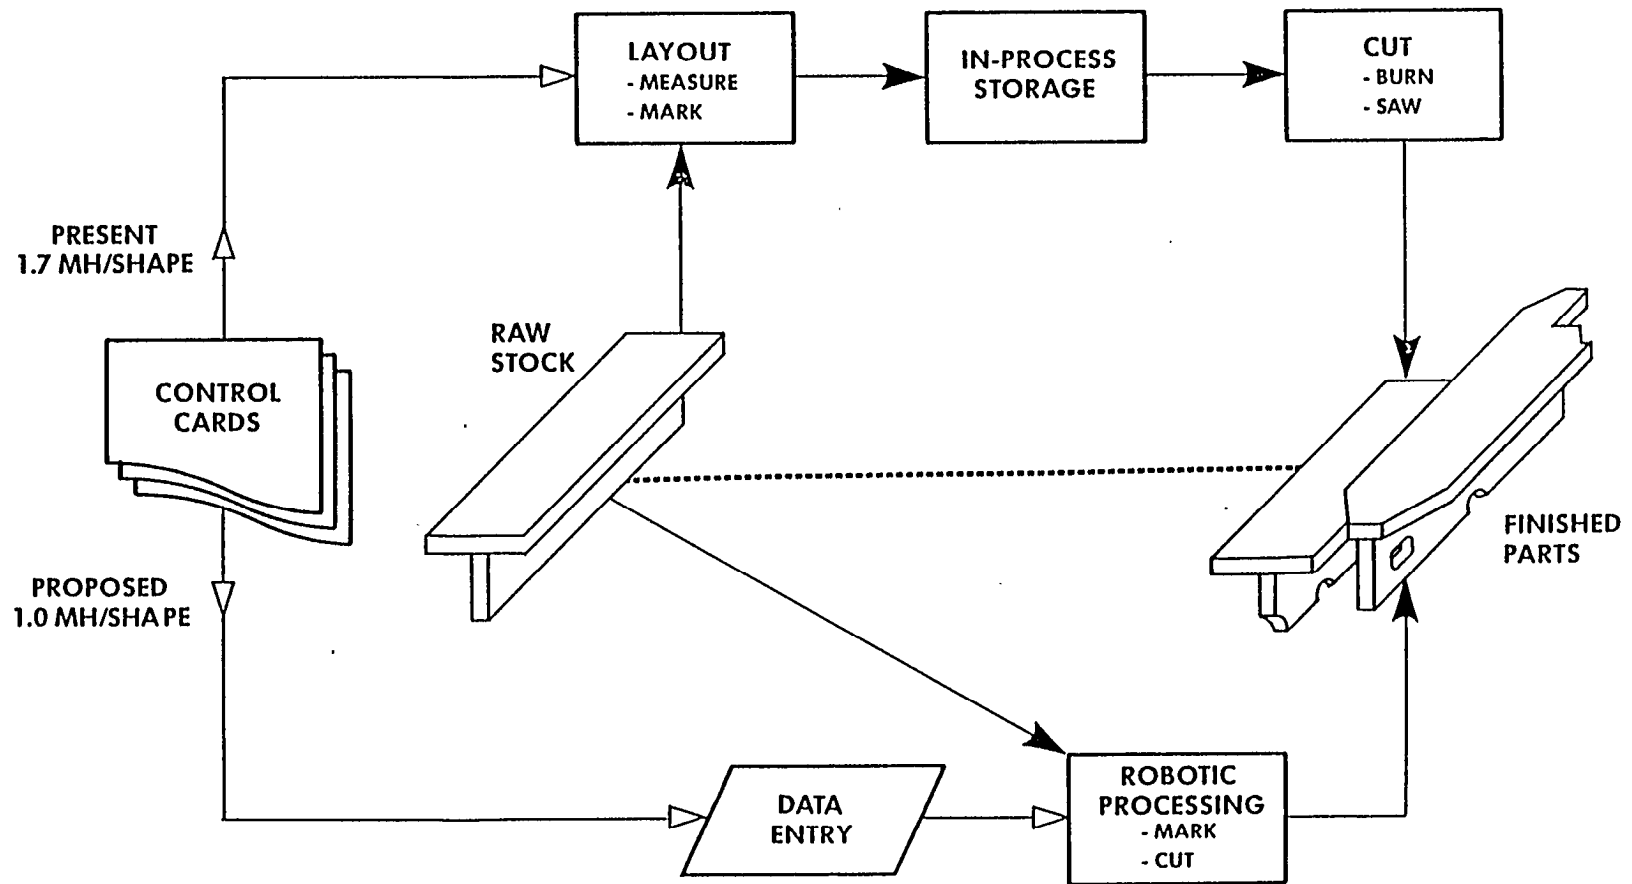 LAYOUT
- MEASURE
- MARK
IN-PROCESS
STORAGE
CUT
- BURN
- SAW
PRESENT
1.7 MH/SHAPE
RAW
STOCK
CONTROL
CARDS
FINISHED
PARTS
PROPOSED
1.0 MH/SHAPE
DATA
ENTRY
ROBOTIC
PROCESSING
- MARK
- CUT